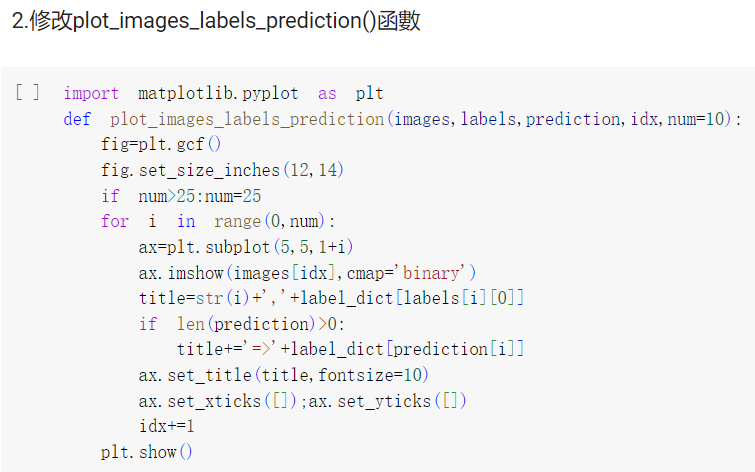 2.修改plot_images_labels_prediction()函數
[ ] import matplotlib.pyplot as plt
def plot_images_labels_prediction(images,labels,prediction,idx,num=10):
fig=plt.gcf()
fig.set_size_inches(12,14)
if num>25:num=25
for i in range(0,num):
ax=plt.subplot(5,5,1+i)
ax.imshow(images[idx],cmap='binary')
title=str(i)+','+label_dict[labels[i][0]]
if len(prediction)>0:
title+='=>'+label_dict[prediction[i]]
ax.set_title(title,fontsize=10)
ax.set_xticks([]);ax.set_yticks([])
idx+=1
plt.show()